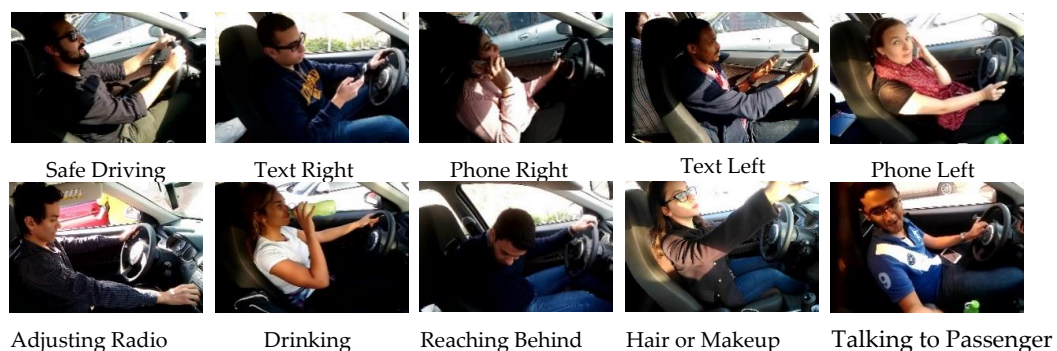 Safe Driving
Text Right
Phone Right
Text Left
Phone Left
Adjusting Radio
Drinking
Reaching Behind
Hair or Makeup
Talking to Passenger